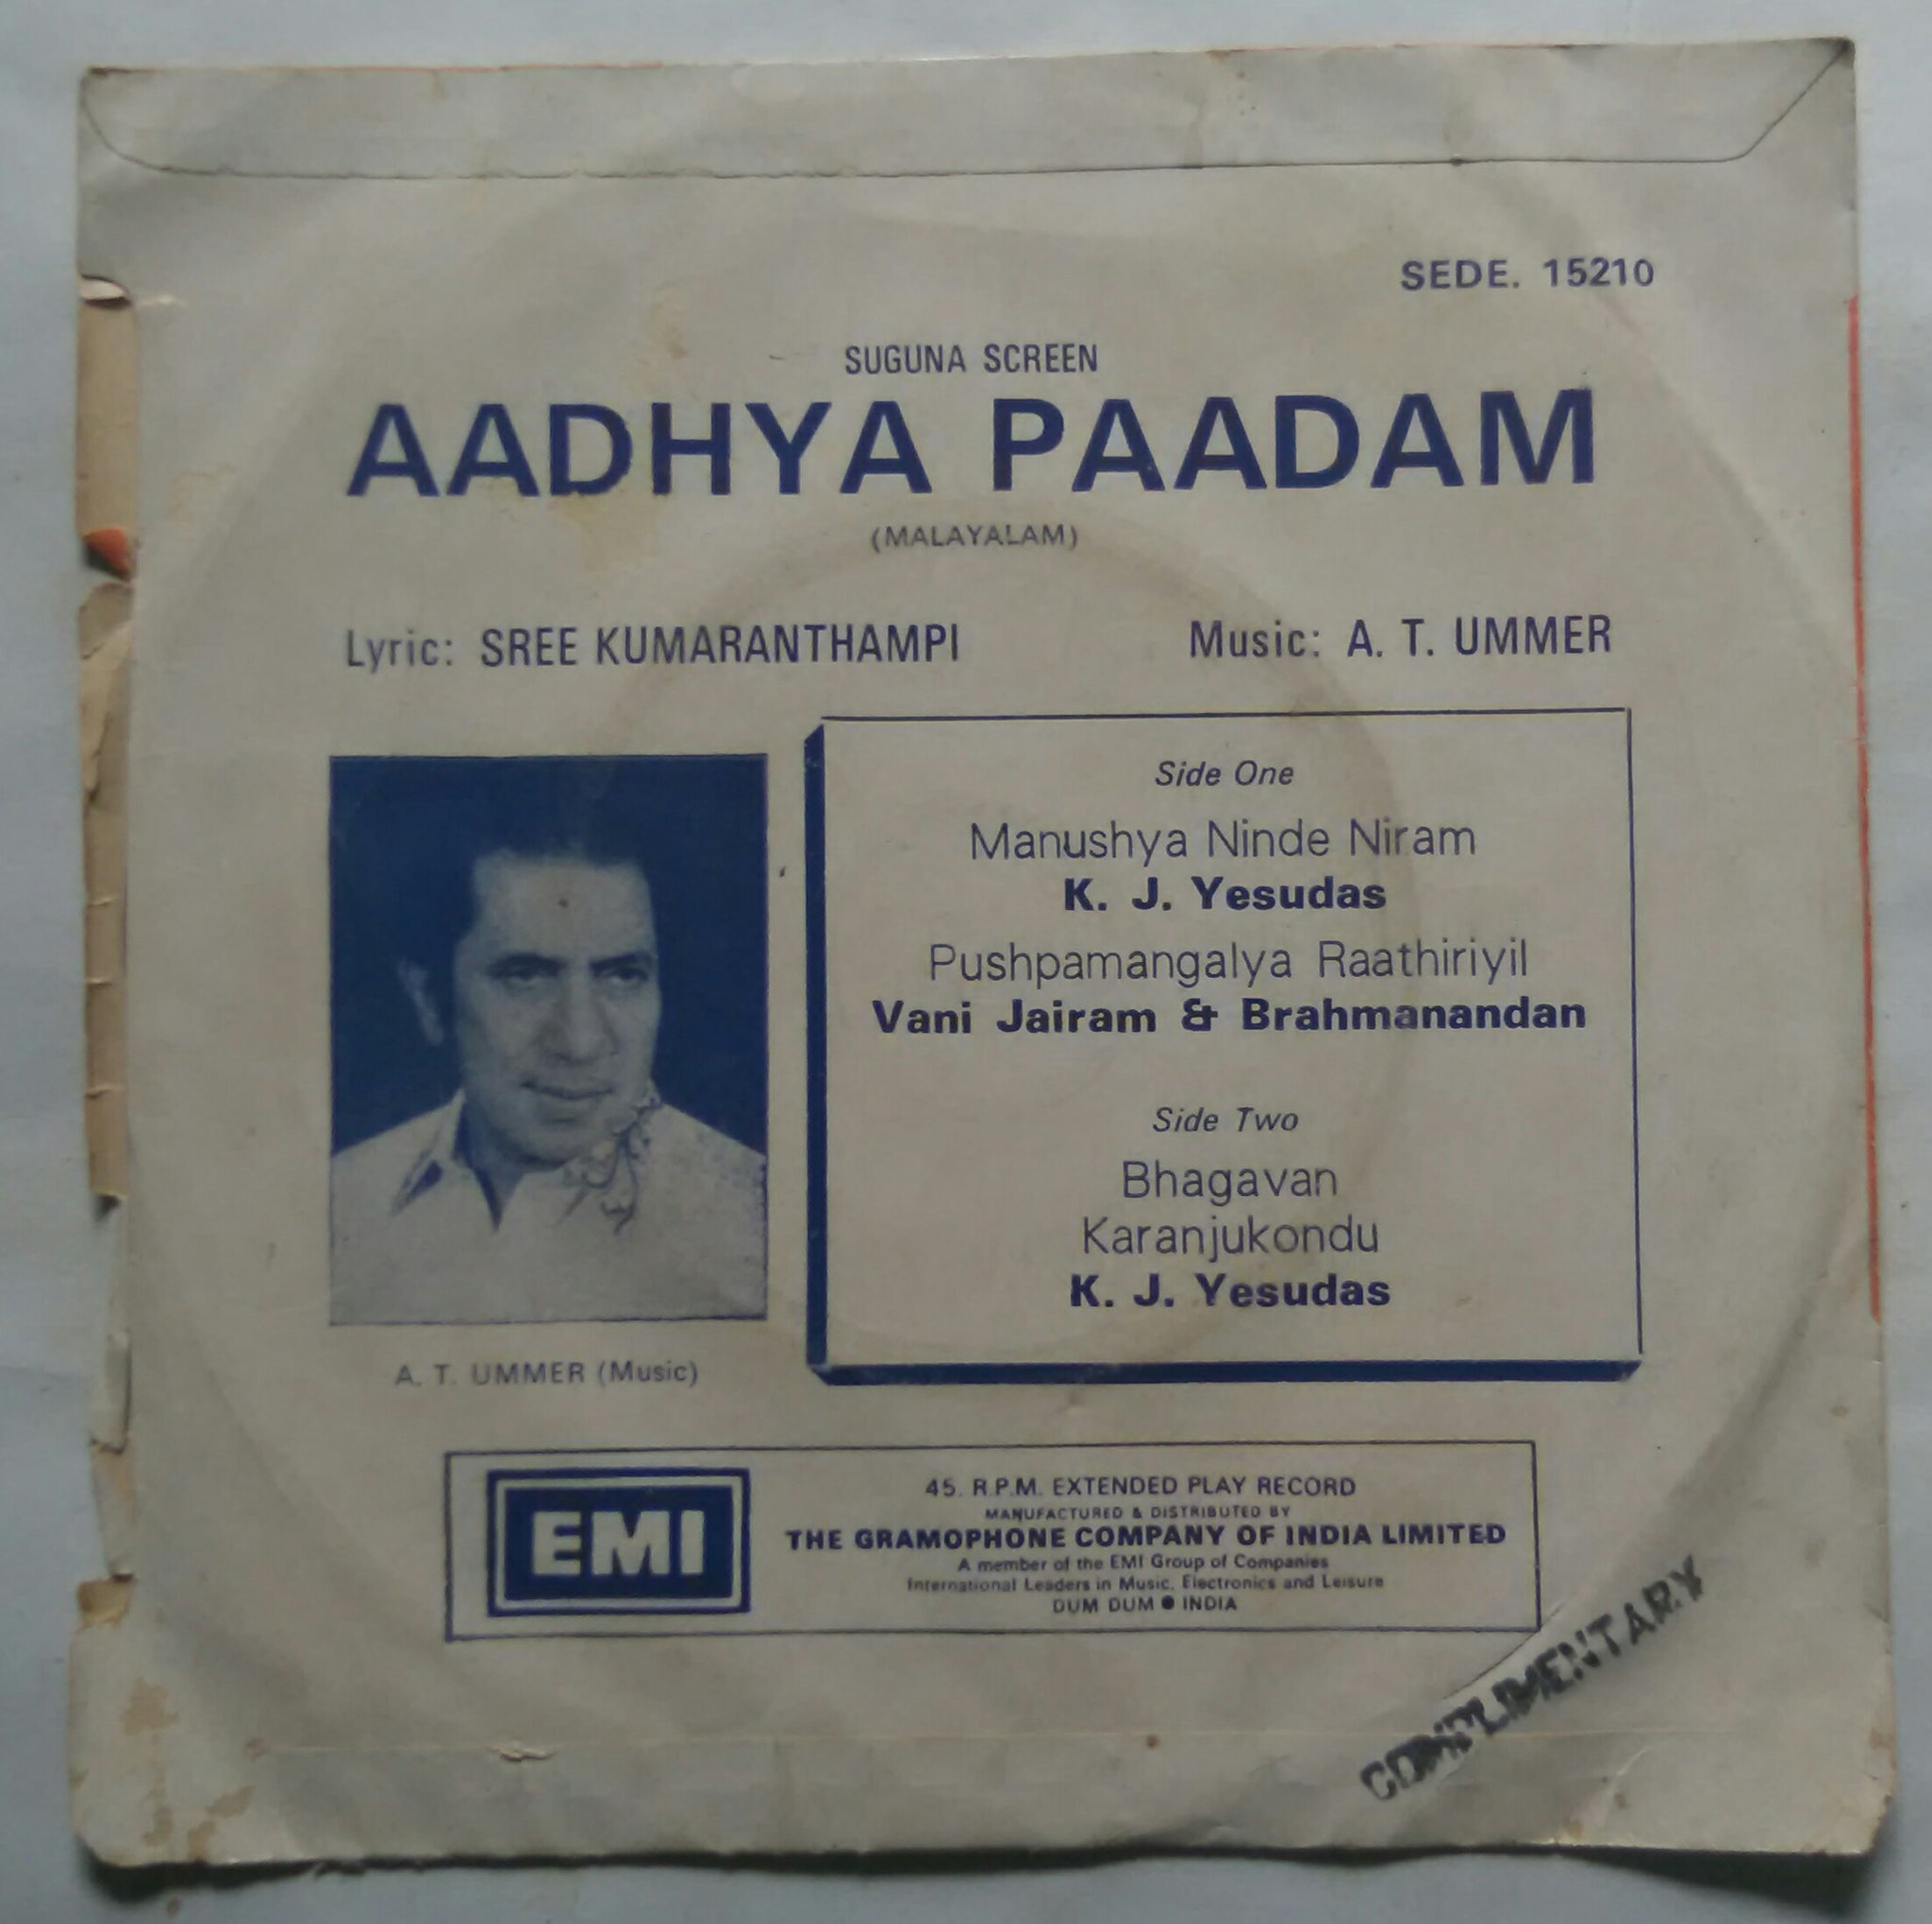 SEDE. 15210
SUGUNA SCREEN
AADHYA PAADAM
(MALAYALAM)
Lyric: SREE KUMARANTHAMPI
Music: A. T. UMMER
Side One
Manushya Ninde Niram
K. J. Yesudas
Pushpamangalya Raathiriyil
Vani Jairam & Brahmanandan
Side Two
Bhagavan
Karanjukondu
K. J. Yesudas
A. T. UMMER (Music)
EMI
45. R.P.M. EXTENDED PLAY RECORD
MANUFACTURED & DISTRIBUTED BY
THE GRAMOPHONE COMPANY OF INDIA LIMITED
A member of the EMI Group of Companies
International Leaders in Music, Electronics and Leisure
DUM DUM ● INDIA
COMPLIMENTARY